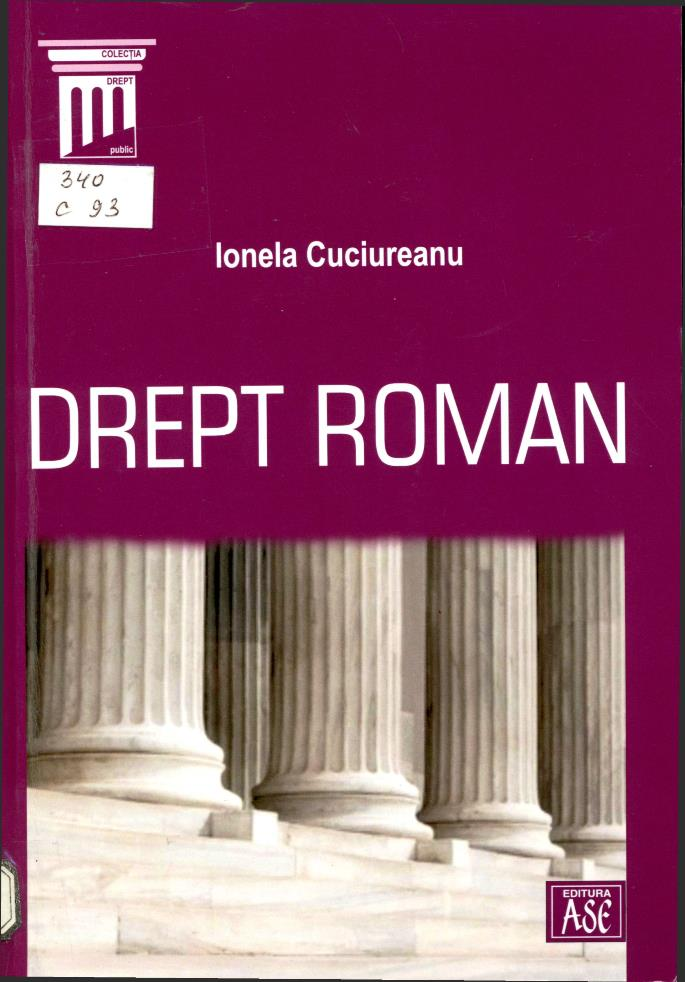 COLECȚIA
DREPT
public
340
C 93
Ionela Cuciureanu
DREPT ROMAN
EDITURA
ASE